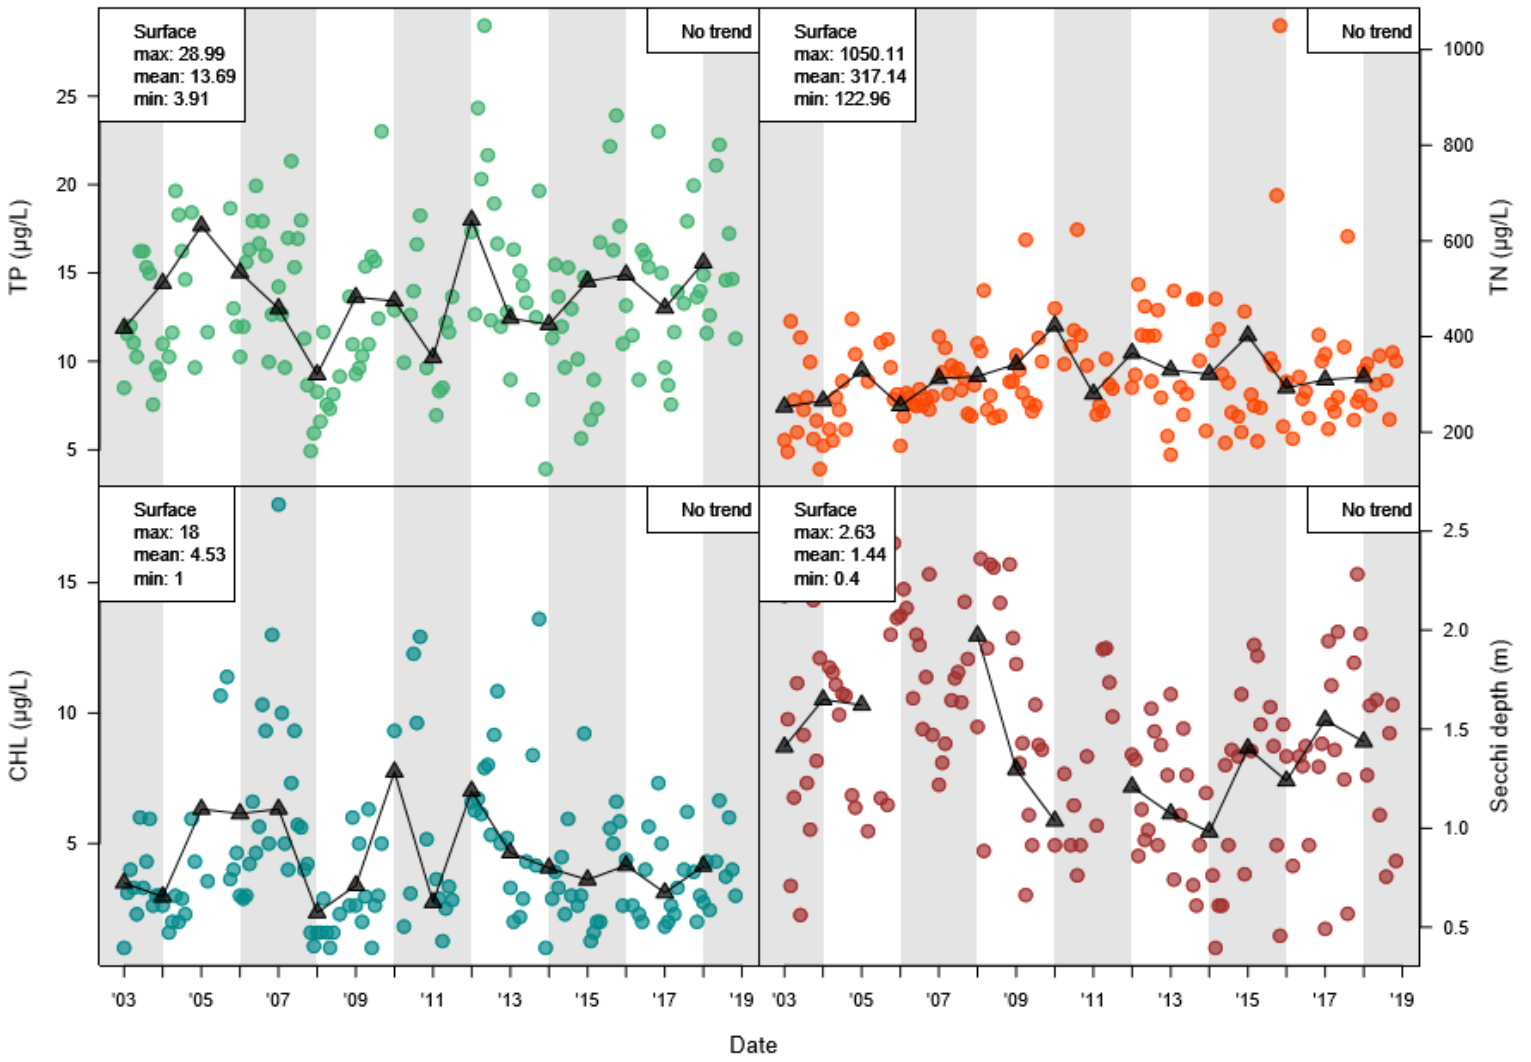 Surface
max: 28.99
mean: 13.69
min: 3.91
No trend
25
20
15
10
5
TP (µg/L)
Surface
max: 1050.11
mean: 317.14
min: 122.96
No trend
1000
800
600
400
200
TN (µg/L)
Surface
max: 18
mean: 4.53
min: 1
No trend
15
10
5
CHL (µg/L)
'03 '05 '07 '09 '11 '13 '15 '17 '19
Surface
max: 2.63
mean: 1.44
min: 0.4
No trend
2.5
2.0
1.5
1.0
0.5
Secchi depth (m)
'03 '05 '07 '09 '11 '13 '15 '17 '19
Date